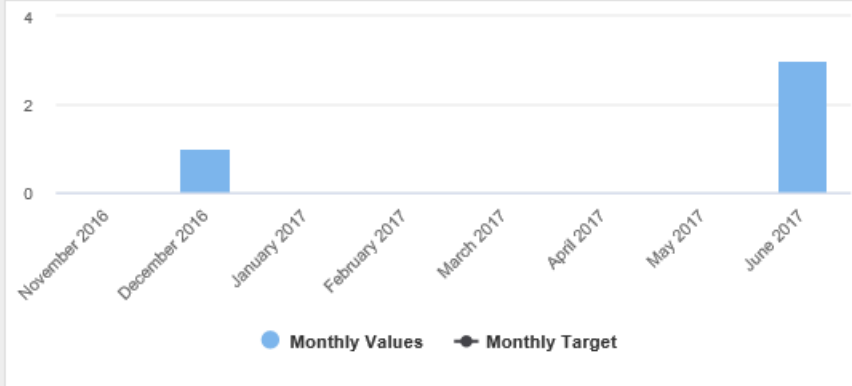 4
2
0
November 2016
December 2016
January 2017
February 2017
March 2017
April 2017
May 2017
June 2017
Monthly Values Monthly Target